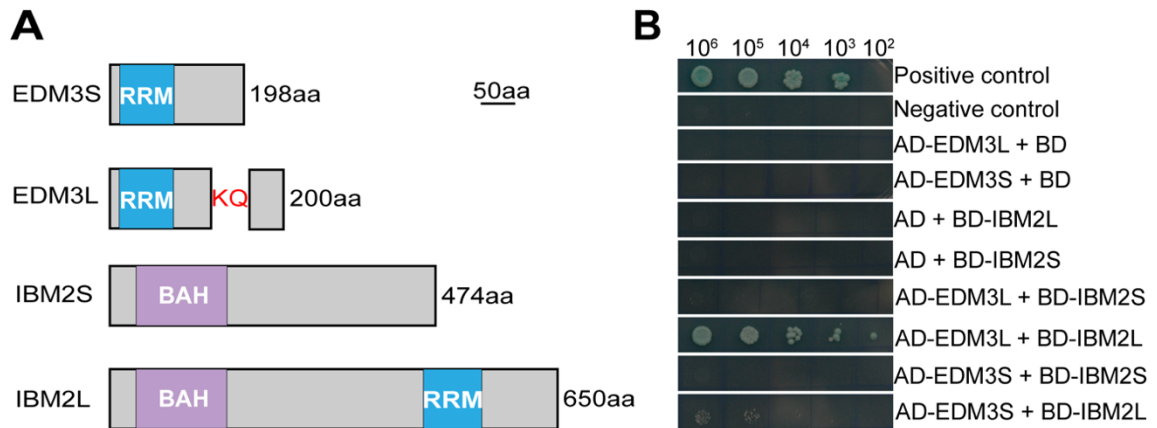 A
EDM3S RRM 198aa
50aa
EDM3L RRM KQ 200aa
IBM2S BAH 474aa
IBM2L BAH RRM 650aa
B
10⁶ 10⁵ 10⁴ 10³ 10²
Positive control
Negative control
AD-EDM3L + BD
AD-EDM3S + BD
AD + BD-IBM2L
AD + BD-IBM2S
AD-EDM3L + BD-IBM2S
AD-EDM3L + BD-IBM2L
AD-EDM3S + BD-IBM2S
AD-EDM3S + BD-IBM2L